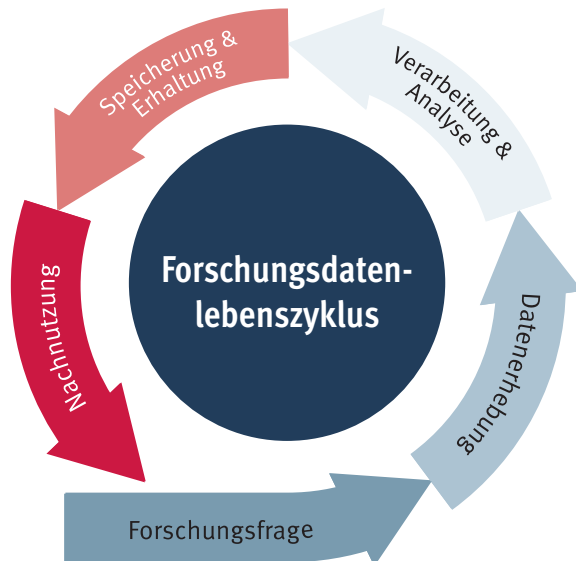 Forschungsdaten-
lebenszyklus
Forschungsfrage
Datenerhebung
Verarbeitung &
Analyse
Speicherung &
Erhaltung
Nachnutzung